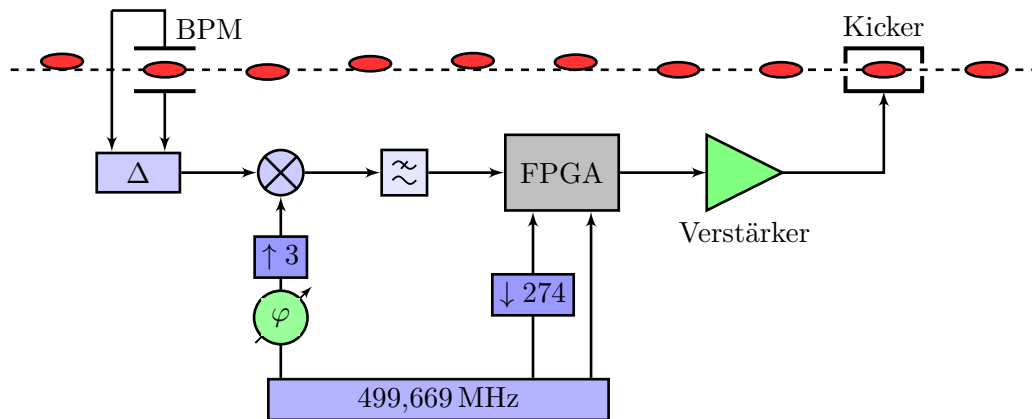 BPM
Kicker
Δ
FPGA
Verstärker
↑ 3
↓ 274
φ
499,669 MHz